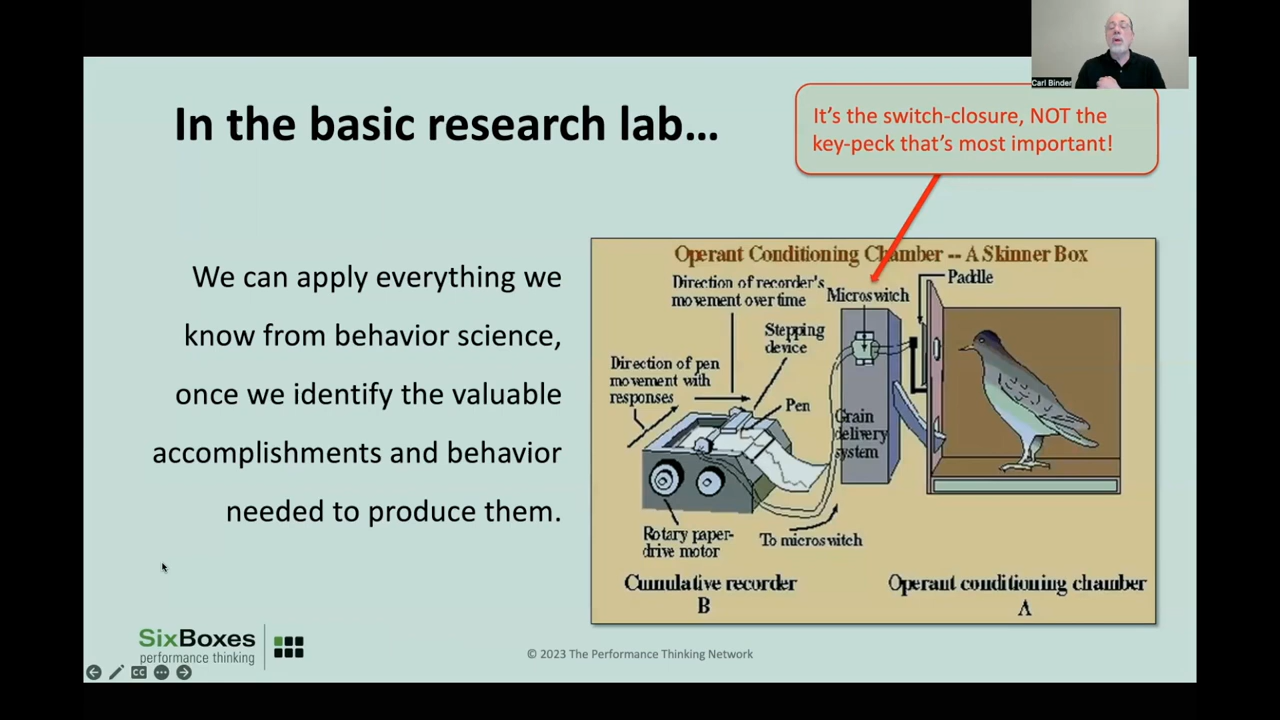 Carl Binder
In the basic research lab...
It's the switch-closure, NOT the
key-peck that's most important!
We can apply everything we
know from behavior science,
once we identify the valuable
accomplishments and behavior
needed to produce them.
Operant Conditioning Chamber -- A Skinner Box
Direction of recorder's
movement over time
Microswitch
Paddle
Stepping
device
Direction of pen
movement with
responses
Pen
Grain
delivery
system
Rotary paper-
drive motor
To microswitch
Cumulative recorder
B
Operant conditioning chamber
A
SixBoxes
performance thinking
© 2023 The Performance Thinking Network
CC